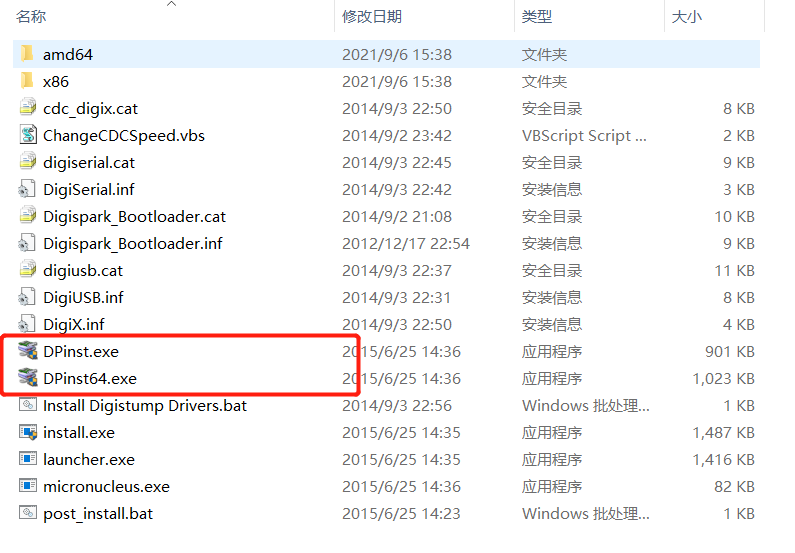 名称 修改日期 类型 大小
amd64 2021/9/6 15:38 文件夹
x86 2021/9/6 15:38 文件夹
cdc_digix.cat 2014/9/3 22:50 安全目录 8 KB
ChangeCDCSpeed.vbs 2014/9/2 23:42 VBScript Script ... 2 KB
digiserial.cat 2014/9/3 22:45 安全目录 9 KB
DigiSerial.inf 2014/9/3 22:42 安装信息 3 KB
Digispark_Bootloader.cat 2014/9/2 21:08 安全目录 10 KB
Digispark_Bootloader.inf 2012/12/17 22:54 安装信息 9 KB
digiusb.cat 2014/9/3 22:37 安全目录 11 KB
DigiUSB.inf 2014/9/3 22:31 安装信息 8 KB
DigiX.inf 2014/9/3 22:50 安装信息 4 KB
DPinst.exe 2015/6/25 14:36 应用程序 901 KB
DPinst64.exe 2015/6/25 14:36 应用程序 1,023 KB
Install Digistump Drivers.bat 2014/9/3 22:56 Windows 批处理... 1 KB
install.exe 2015/6/25 14:35 应用程序 1,487 KB
launcher.exe 2015/6/25 14:35 应用程序 1,416 KB
micronucleus.exe 2015/6/25 14:36 应用程序 82 KB
post_install.bat 2015/6/25 14:23 Windows 批处理... 1 KB